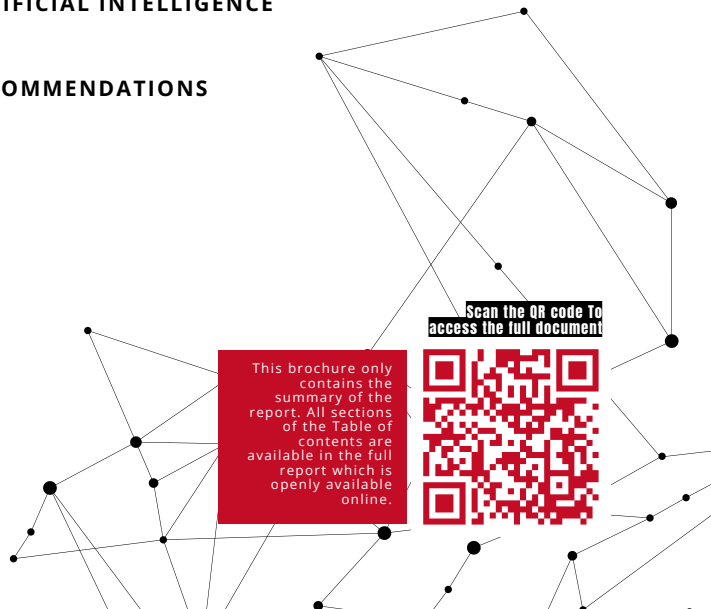 IFICIAL INTELLIGENCE
OMMENDATIONS
Scan the QR code To
access the full document
This brochure only
contains the
summary of the
report. All sections
of the Table of
contents are
available in the full
report which is
openly available
online.